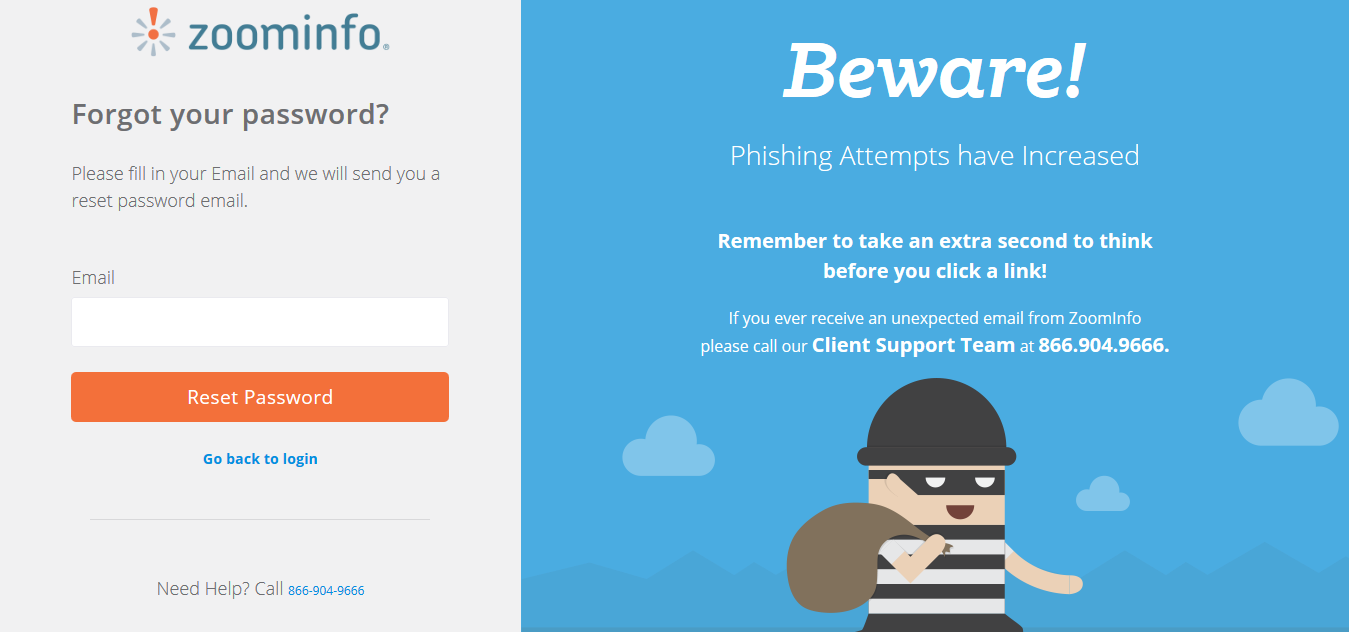 zoominfo®
Forgot your password?
Please fill in your Email and we will send you a
reset password email.
Email
Reset Password
Go back to login
Need Help? Call 866-904-9666
Beware!
Phishing Attempts have Increased
Remember to take an extra second to think
before you click a link!
If you ever receive an unexpected email from ZoomInfo
please call our Client Support Team at 866.904.9666.